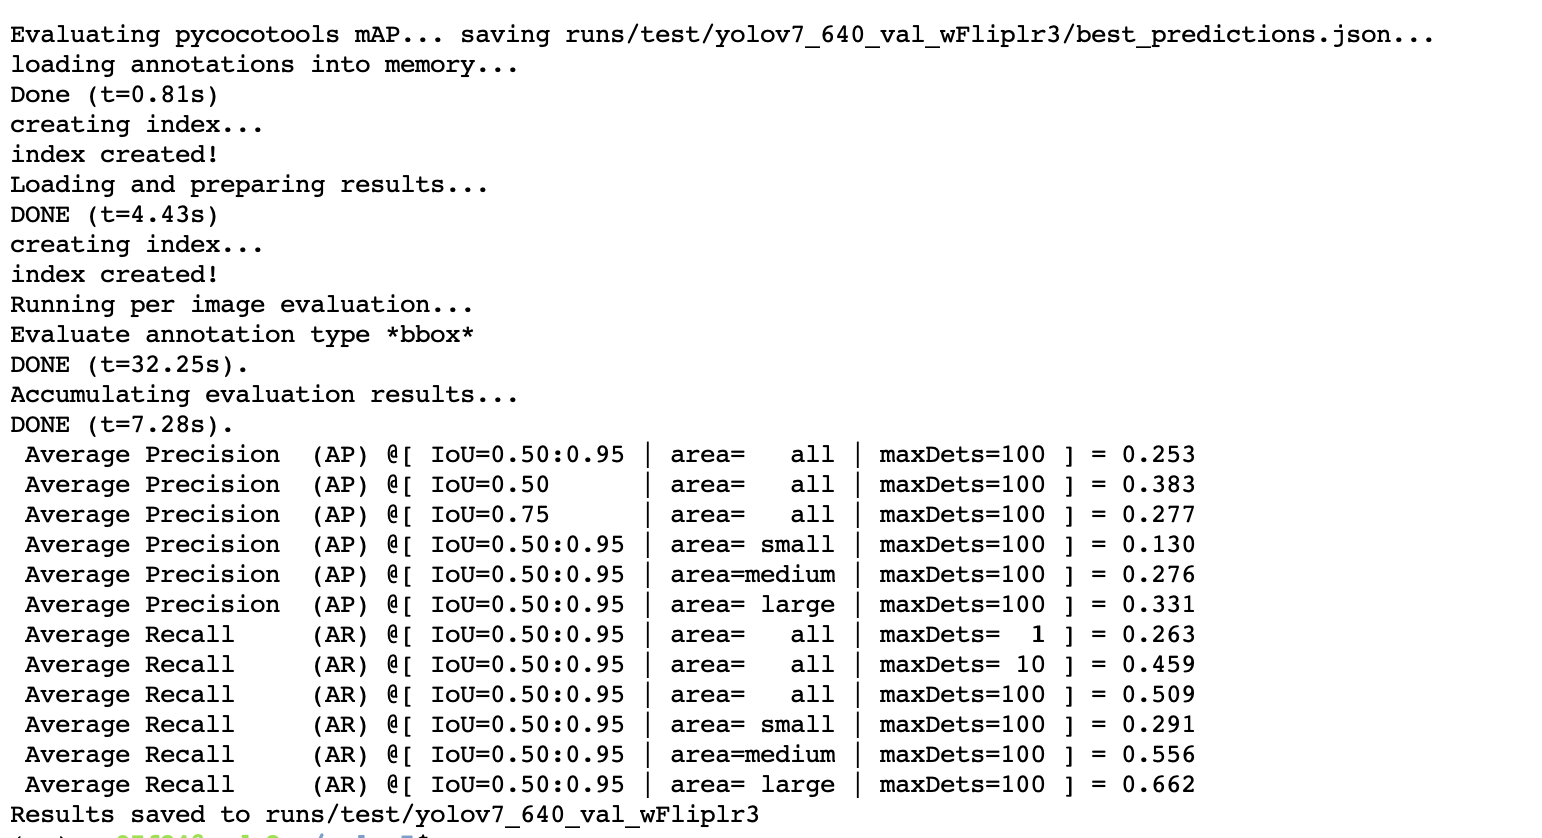 Evaluating pycocotools mAP... saving runs/test/yolov7_640_val_wFliplr3/best_predictions.json...
loading annotations into memory...
Done (t=0.81s)
creating index...
index created!
Loading and preparing results...
DONE (t=4.43s)
creating index...
index created!
Running per image evaluation...
Evaluate annotation type *bbox*
DONE (t=32.25s).
Accumulating evaluation results...
DONE (t=7.28s).
 Average Precision  (AP) @[ IoU=0.50:0.95 | area=   all | maxDets=100 ] = 0.253
 Average Precision  (AP) @[ IoU=0.50      | area=   all | maxDets=100 ] = 0.383
 Average Precision  (AP) @[ IoU=0.75      | area=   all | maxDets=100 ] = 0.277
 Average Precision  (AP) @[ IoU=0.50:0.95 | area= small | maxDets=100 ] = 0.130
 Average Precision  (AP) @[ IoU=0.50:0.95 | area=medium | maxDets=100 ] = 0.276
 Average Precision  (AP) @[ IoU=0.50:0.95 | area= large | maxDets=100 ] = 0.331
 Average Recall     (AR) @[ IoU=0.50:0.95 | area=   all | maxDets=  1 ] = 0.263
 Average Recall     (AR) @[ IoU=0.50:0.95 | area=   all | maxDets= 10 ] = 0.459
 Average Recall     (AR) @[ IoU=0.50:0.95 | area=   all | maxDets=100 ] = 0.509
 Average Recall     (AR) @[ IoU=0.50:0.95 | area= small | maxDets=100 ] = 0.291
 Average Recall     (AR) @[ IoU=0.50:0.95 | area=medium | maxDets=100 ] = 0.556
 Average Recall     (AR) @[ IoU=0.50:0.95 | area= large | maxDets=100 ] = 0.662
Results saved to runs/test/yolov7_640_val_wFliplr3